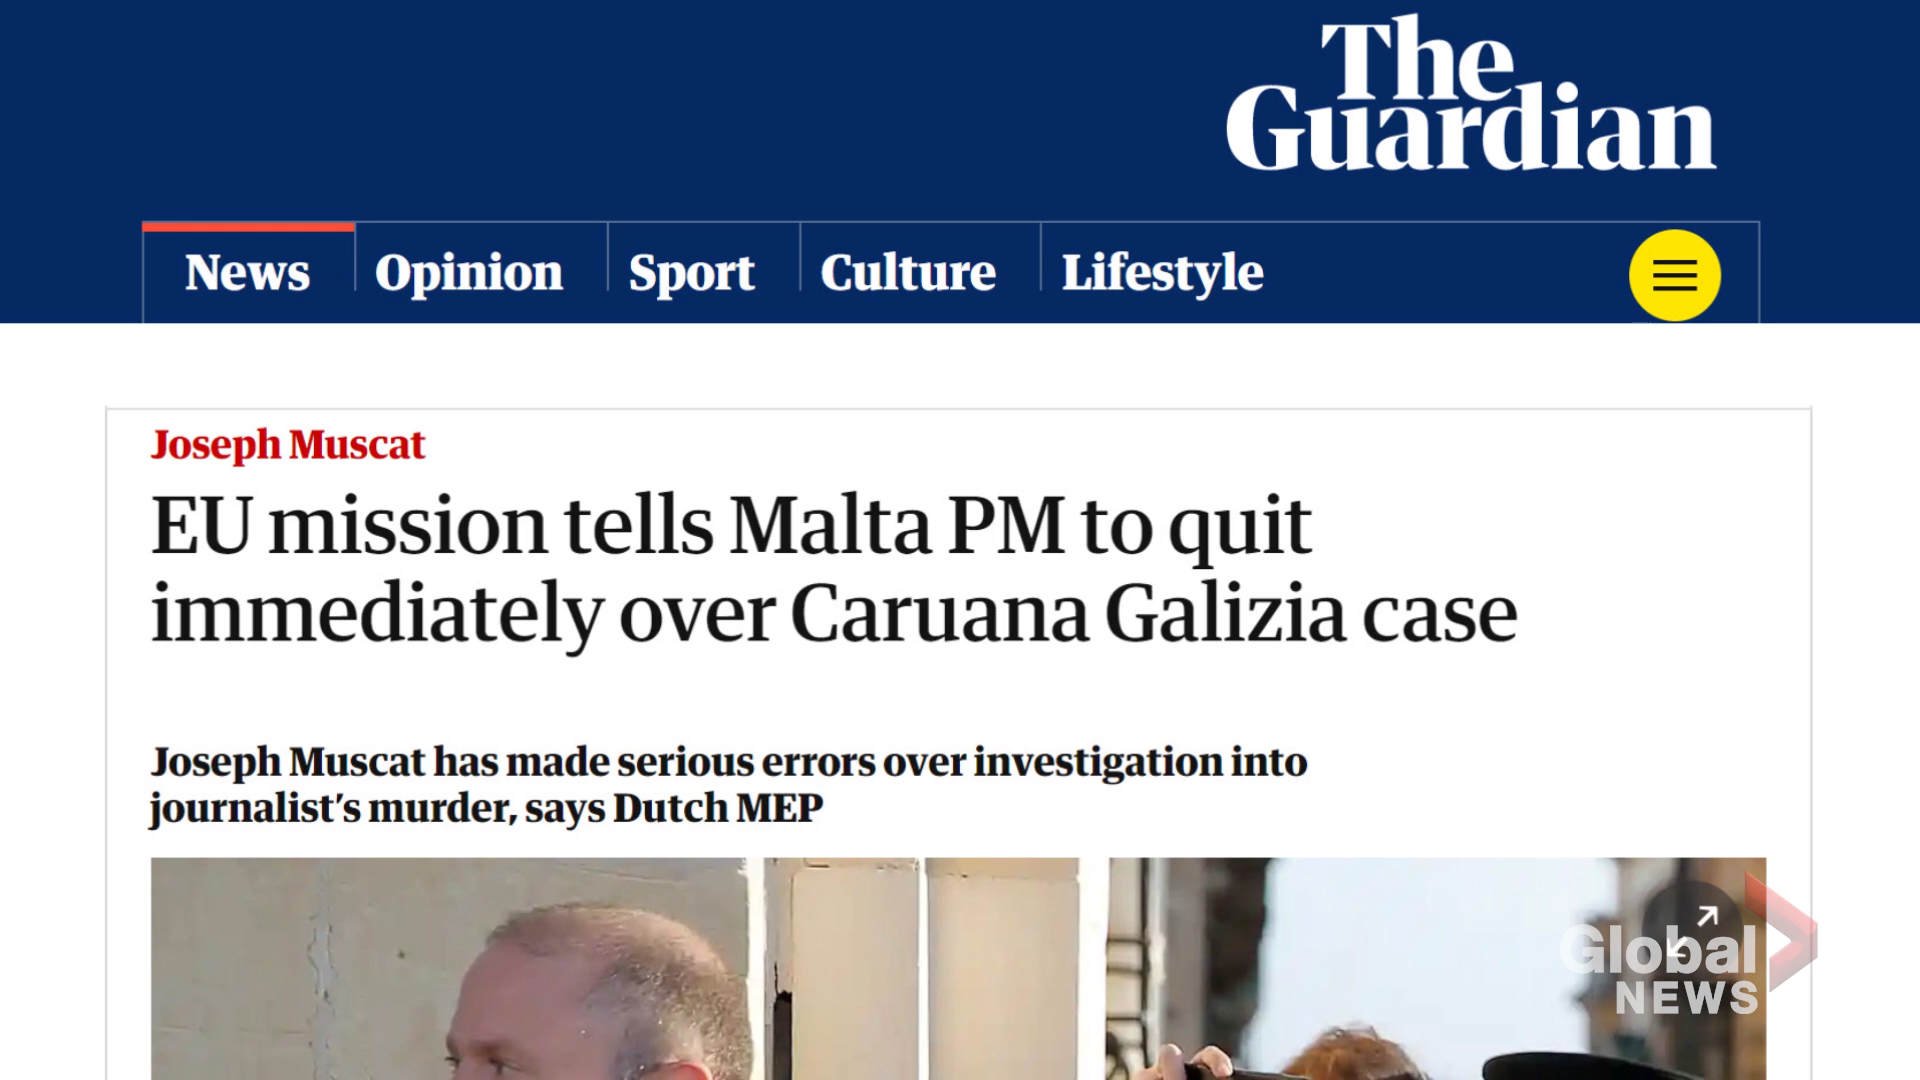 The
Guardian
News Opinion Sport Culture Lifestyle
Joseph Muscat
EU mission tells Malta PM to quit
immediately over Caruana Galizia case
Joseph Muscat has made serious errors over investigation into
journalist’s murder, says Dutch MEP
Global
NEWS